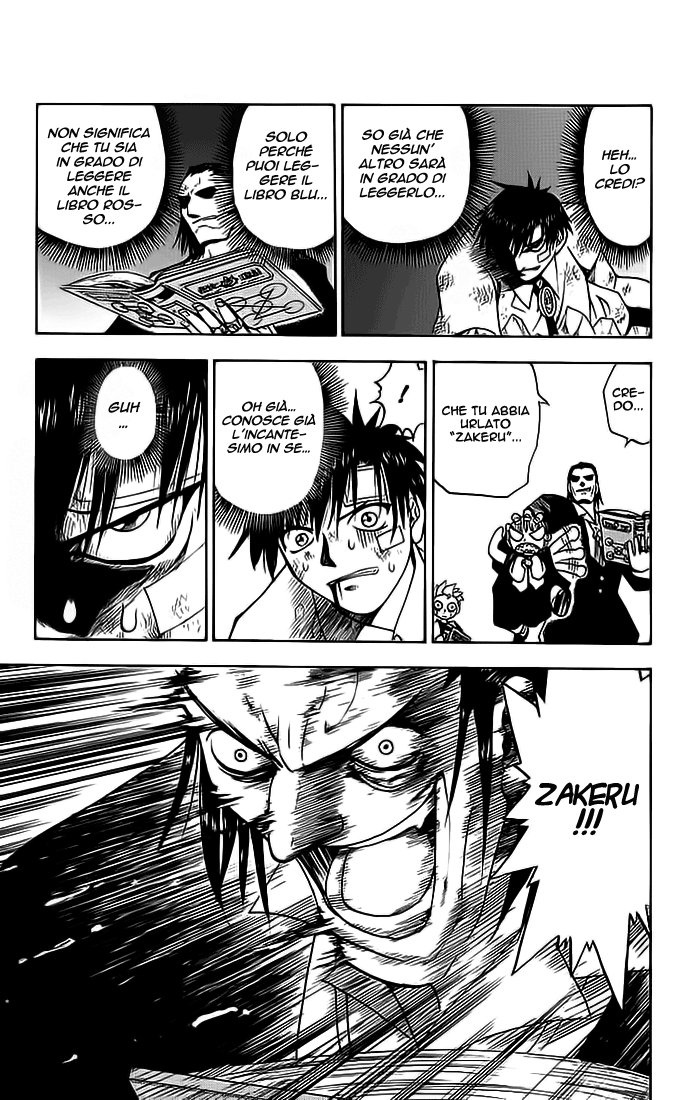 HEH...
LO
CREDI?
SO GIÀ CHE
NESSUN'
ALTRO SARÀ
IN GRADO DI
LEGGERLO...
SOLO
PERCHÉ
PUOI LEG-
GERE IL
LIBRO BLU...
NON SIGNIFICA
CHE TU SIA
IN GRADO DI
LEGGERE
ANCHE IL
LIBRO ROS-
SO...
CRE-
DO...
CHE TU ABBIA
URLATO
"ZAKERU"...
!
OH GIÀ...
CONOSCE GIÀ
L'INCANTE-
SIMO IN SE...
GUH
...
ZAKERU
!!!